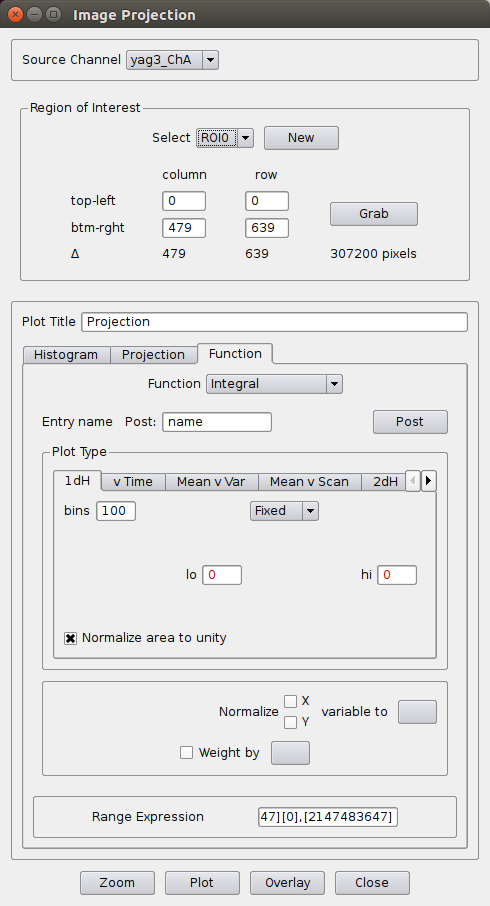 Image Projection
Source Channel yag3_ChA
Region of Interest
Select ROI0 New
column row
top-left 0 0
btm-rght 479 639
Grab
Δ 479 639 307200 pixels
Plot Title Projection
Histogram Projection Function
Function Integral
Entry name Post: name Post
Plot Type
1dH v Time Mean v Var Mean v Scan 2dH
bins 100 Fixed
lo 0 hi 0
Normalize area to unity
Normalize X Y variable to
Weight by
Range Expression 47][0],[2147483647]
Zoom Plot Overlay Close